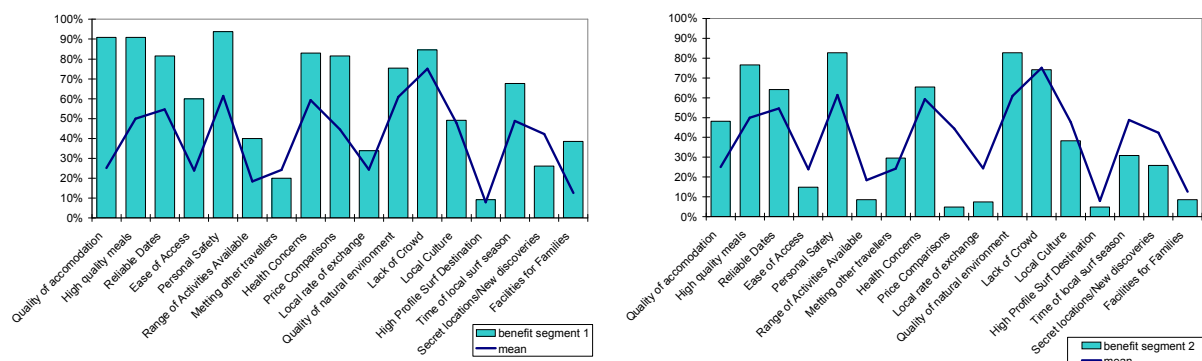 100%
90%
80%
70%
60%
50%
40%
30%
20%
10%
0%
Quality of accomodation
High quality meals
Reliable Dates
Ease of Access
Personal Safety
Range of Activities Available
Metting other travellers
Health Concerns
Price Comparisons
Local rate of exchange
Quality of natural environment
Lack of Crowd
Local Culture
High Profile Surf Destination
Time of local surf season
Secret locations/New discoveries
Facilities for Families
benefit segment 1
mean
100%
90%
80%
70%
60%
50%
40%
30%
20%
10%
0%
Quality of accomodation
High quality meals
Reliable Dates
Ease of Access
Personal Safety
Range of Activities Available
Metting other travellers
Health Concerns
Price Comparisons
Local rate of exchange
Quality of natural environment
Lack of Crowd
Local Culture
High Profile Surf Destination
Time of local surf season
Secret locations/New discoveries
Facilities for Families
benefit segment 2
mean